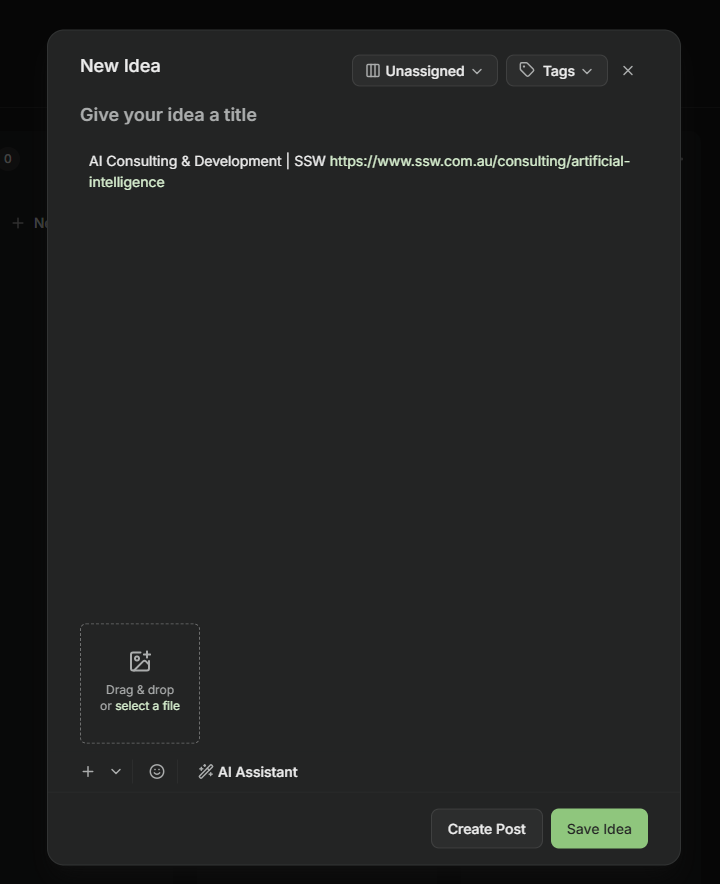 New Idea
Unassigned
Tags
Give your idea a title
0
AI Consulting & Development | SSW https://www.ssw.com.au/consulting/artificial-
intelligence
Drag & drop
or select a file
AI Assistant
Create Post
Save Idea